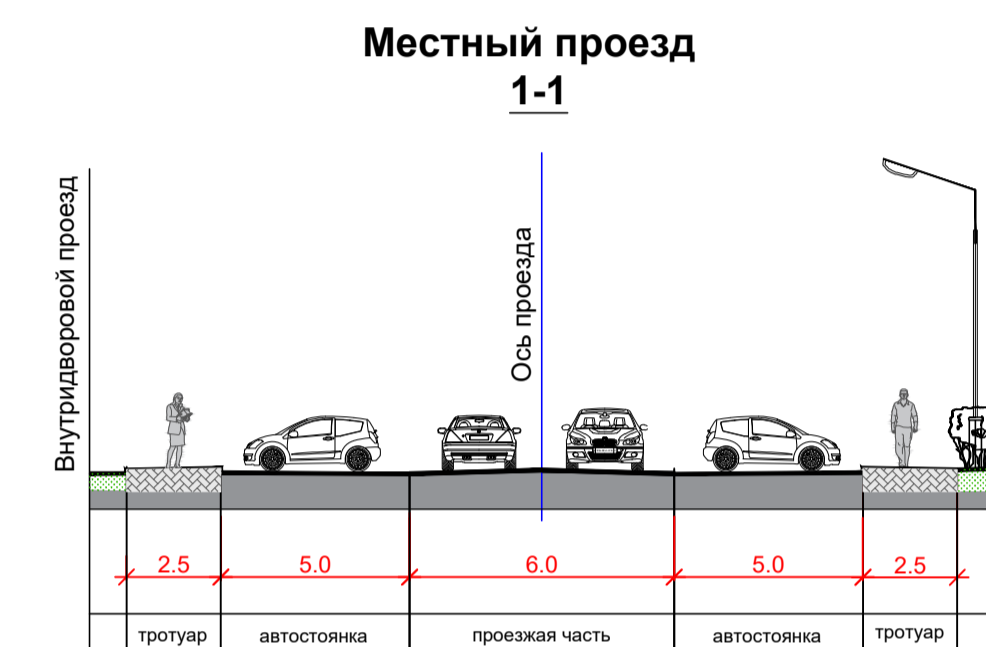 Местный проезд
1-1
Внутридворовой проезд
Ось проезда
2.5 5.0 6.0 5.0 2.5
тротуар автостоянка проезжая часть автостоянка тротуар